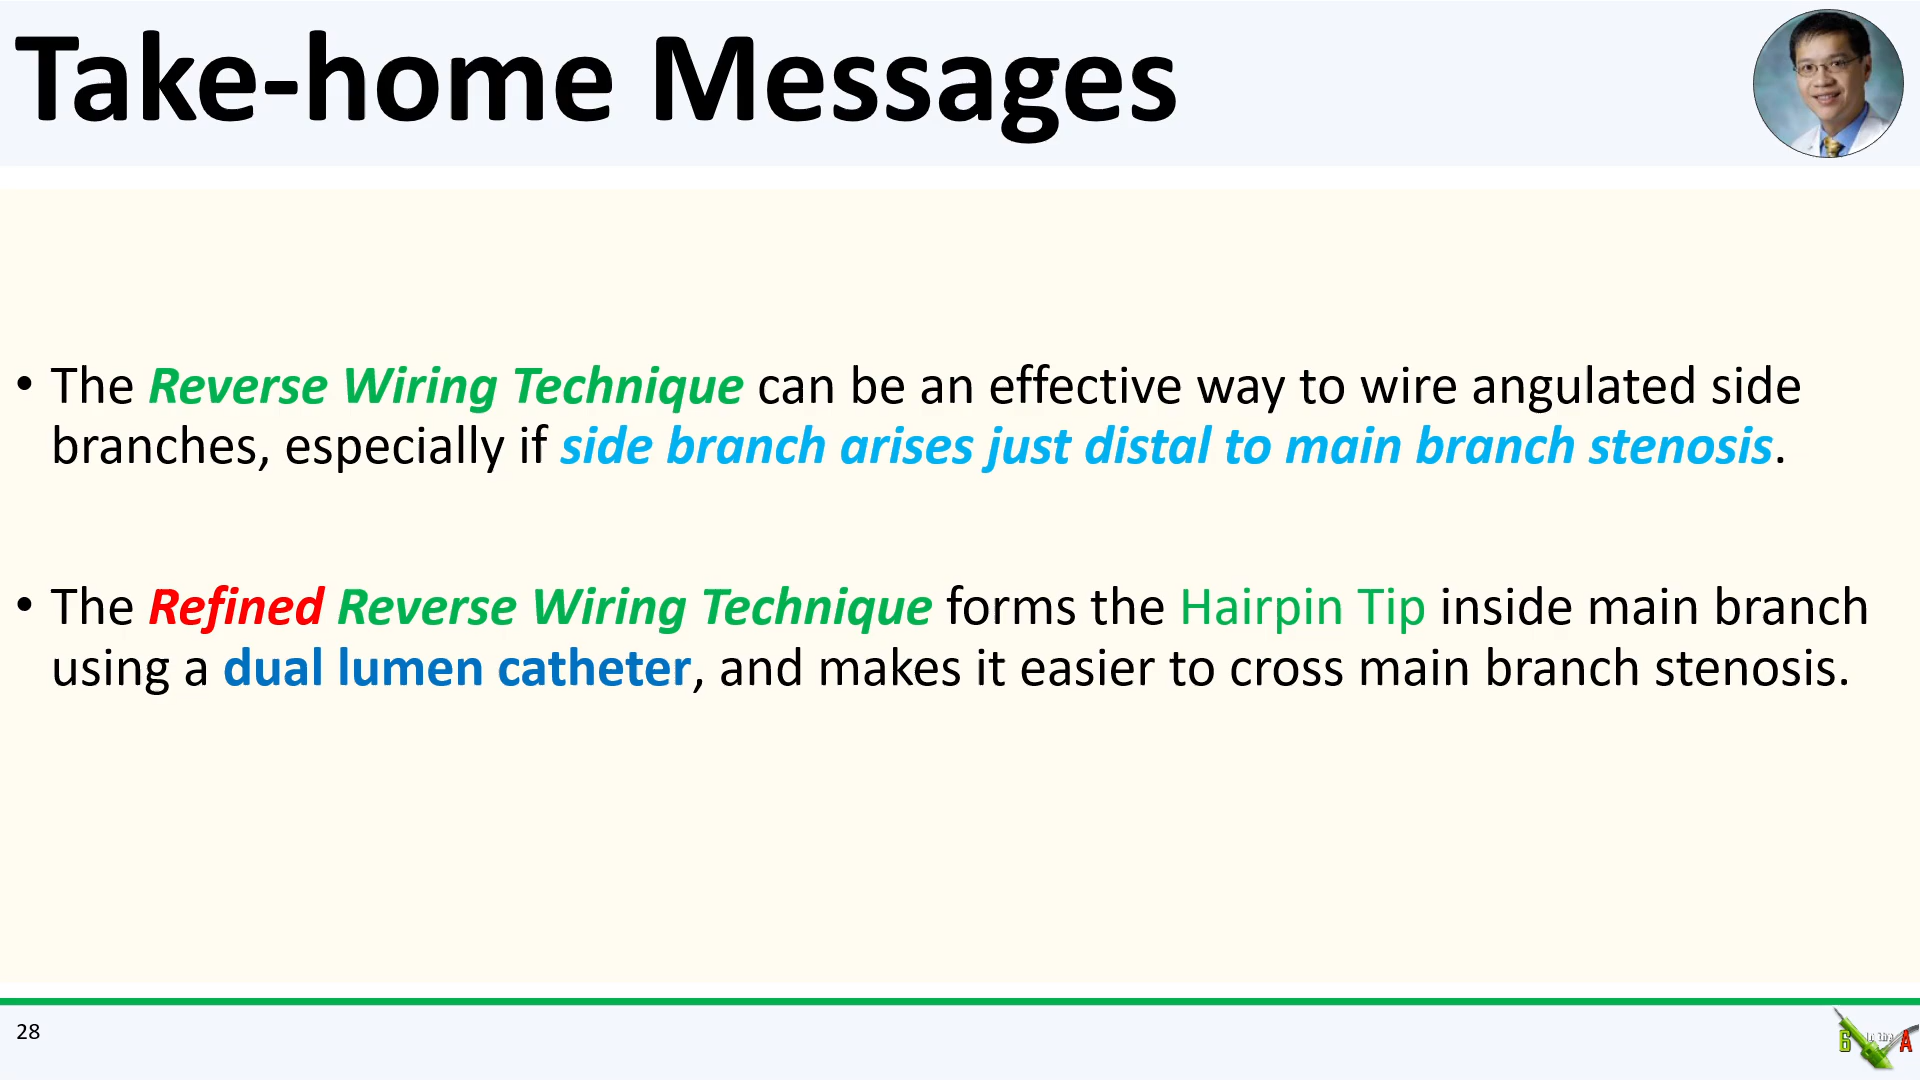 Take-home Messages
• The Reverse Wiring Technique can be an effective way to wire angulated side
branches, especially if side branch arises just distal to main branch stenosis.
• The Refined Reverse Wiring Technique forms the Hairpin Tip inside main branch
using a dual lumen catheter, and makes it easier to cross main branch stenosis.
28